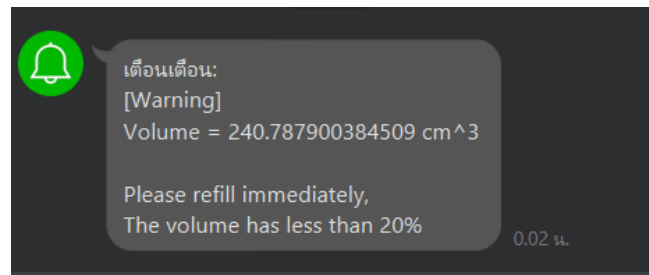 เตือนเตือน:
[Warning]
Volume = 240.787900384509 cm^3
Please refill immediately,
The volume has less than 20%
0.02 น.